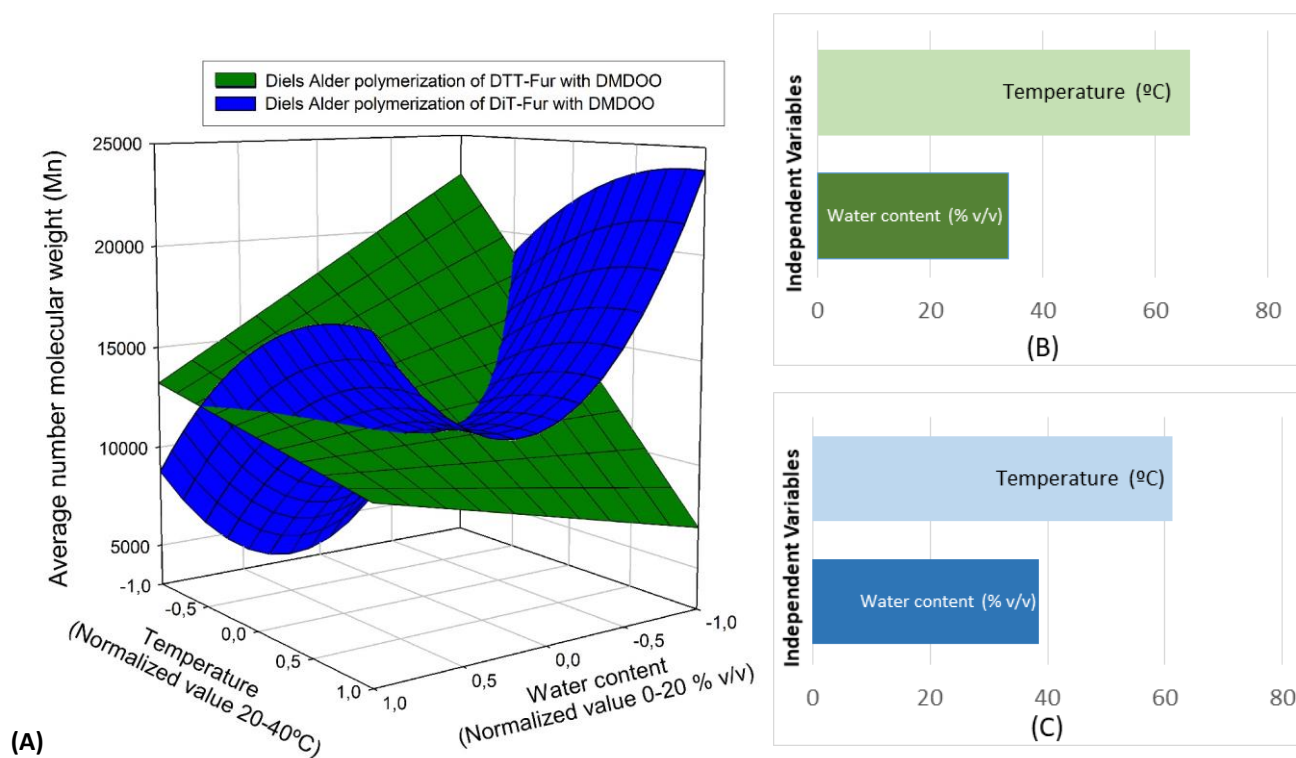 Diels Alder polymerization of DTT-Fur with DMDOO
Diels Alder polymerization of DiT-Fur with DMDOO
Average number molecular weight (Mn)
25000
20000
15000
10000
5000
-1,0
-0,5
0,0
0,5
1,0
Temperature
(Normalized value 20-40ºC)
1,0
0,5
0,0
-0,5
-1,0
Water content
(Normalized value 0-20 % v/v)
(A)
Independent Variables
Temperature (ºC)
Water content (% v/v)
0 20 40 60 80
(B)
Independent Variables
Temperature (ºC)
Water content (% v/v)
0 20 40 60 80
(C)